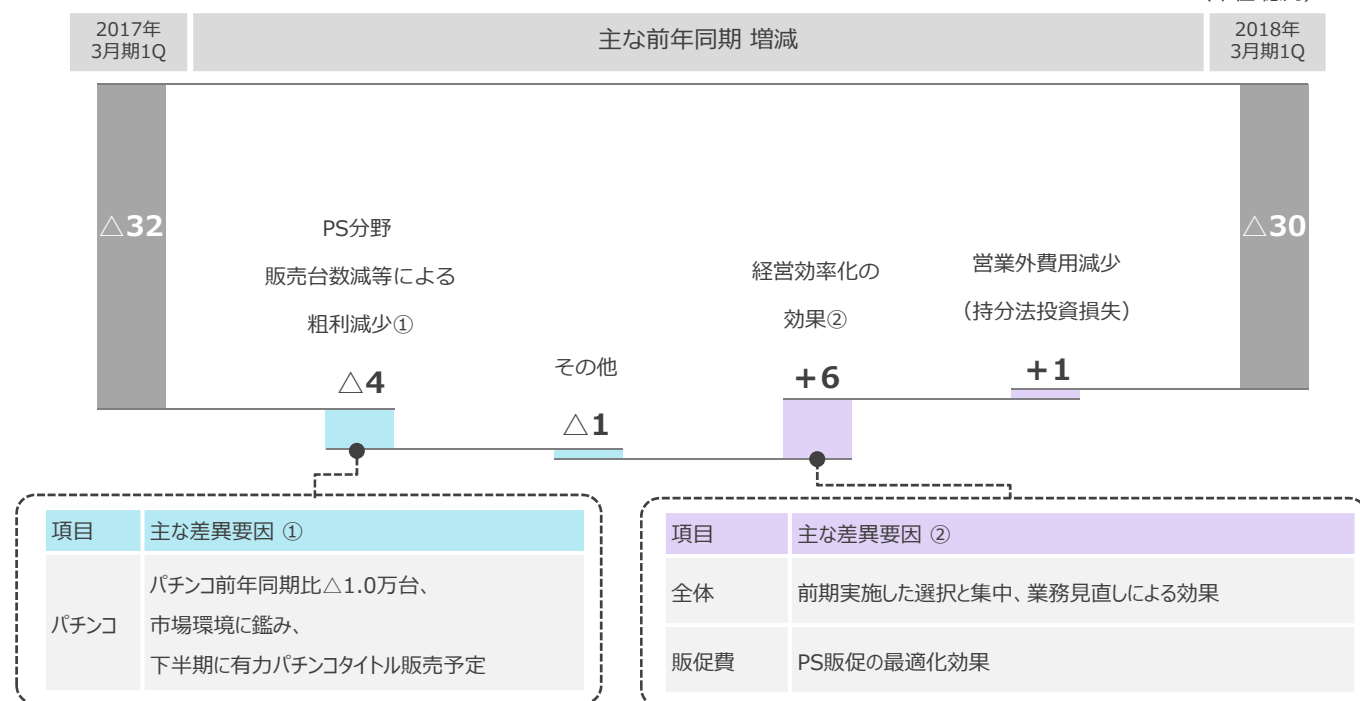 2017年
3月期1Q
主な前年同期 増減
2018年
3月期1Q
△32
PS分野
販売台数減等による
粗利減少①
△4
その他
△1
経営効率化の
効果②
＋6
営業外費用減少
（持分法投資損失）
＋1
△30
項目 主な差異要因 ①
パチンコ
パチンコ前年同期比△1.0万台、
市場環境に鑑み、
下半期に有力パチンコタイトル販売予定
項目 主な差異要因 ②
全体 前期実施した選択と集中、業務見直しによる効果
販促費 PS販促の最適化効果